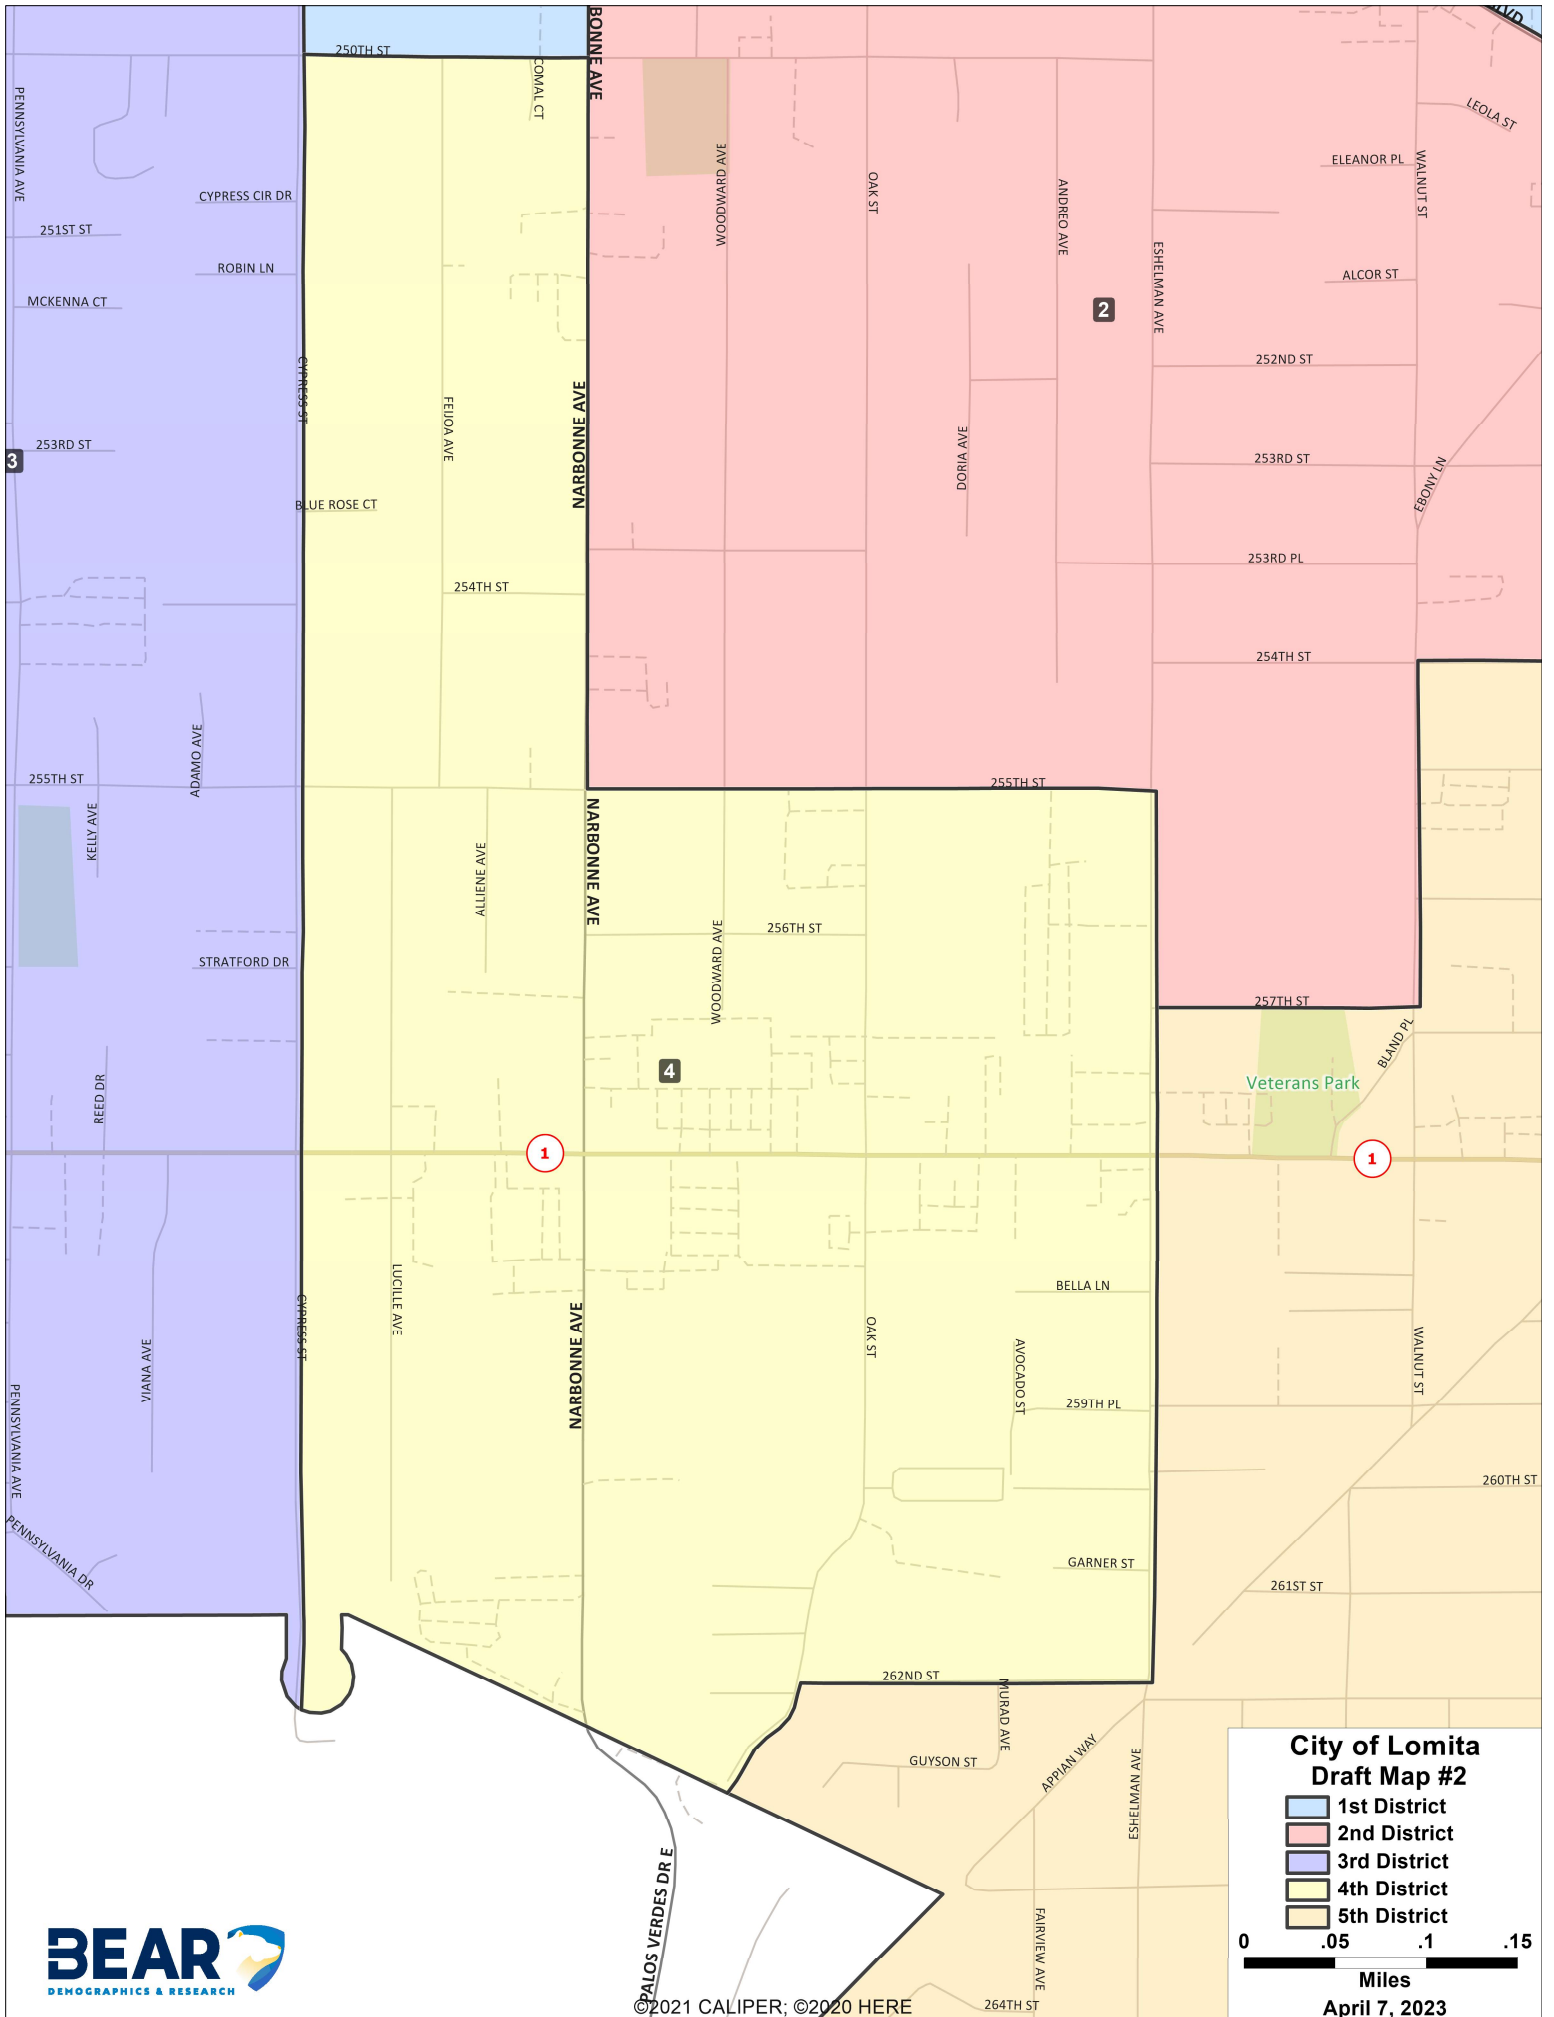 250TH ST
BONNE AVE
LVD
COMAL CT
PENNSYLVANIA AVE
LEOLA ST
CYPRESS CIR DR
WOODWARD AVE
OAK ST
ANDREO AVE
ELEANOR PL
WALNUT ST
251ST ST
ROBIN LN
ESHELMAN AVE
ALCOR ST
MCKENNA CT
2
CYPRESS ST
252ND ST
FEIJOA AVE
NARBONNE AVE
DORIA AVE
253RD ST
3
253RD ST
EBONY LN
BLUE ROSE CT
253RD PL
254TH ST
254TH ST
ADAMO AVE
255TH ST
255TH ST
KELLY AVE
ALLIENE AVE
NARBONNE AVE
WOODWARD AVE
256TH ST
STRATFORD DR
257TH ST
BLAND PL
4
Veterans Park
REED DR
1
1
LUCILLE AVE
BELLA LN
CYPRESS ST
VIANA AVE
NARBONNE AVE
OAK ST
AVOCADO ST
WALNUT ST
259TH PL
PENNSYLVANIA AVE
260TH ST
PENNSYLVANIA DR
GARNER ST
261ST ST
262ND ST
MURAD AVE
GUYSON ST
APPIAN WAY
ESHELMAN AVE
PALOS VERDES DR E
FAIRVIEW AVE
264TH ST
City of Lomita
Draft Map #2
1st District
2nd District
3rd District
4th District
5th District
0 .05 .1 .15
Miles
April 7, 2023
BEAR
DEMOGRAPHICS & RESEARCH
©2021 CALIPER; ©2020 HERE